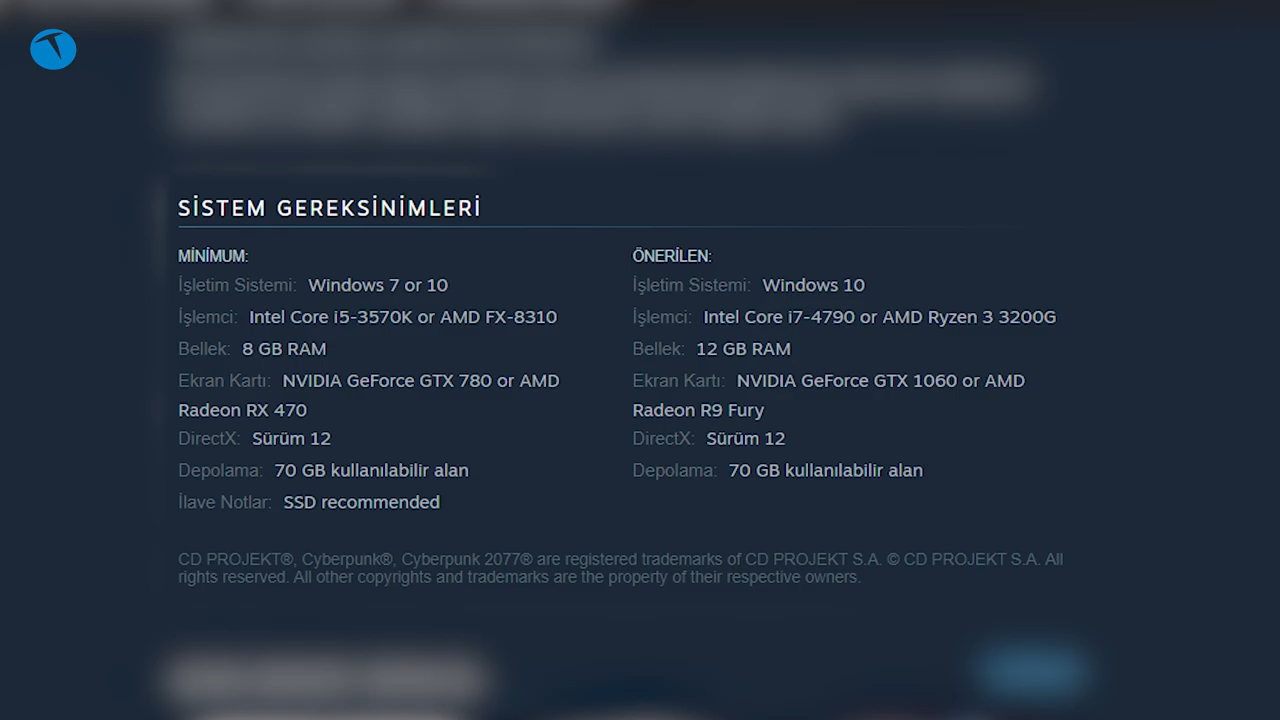 SİSTEM GEREKSİNİMLERİ
MİNİMUM:
İşletim Sistemi: Windows 7 or 10
İşlemci: Intel Core i5-3570K or AMD FX-8310
Bellek: 8 GB RAM
Ekran Kartı: NVIDIA GeForce GTX 780 or AMD
Radeon RX 470
DirectX: Sürüm 12
Depolama: 70 GB kullanılabilir alan
İlave Notlar: SSD recommended
ÖNERİLEN:
İşletim Sistemi: Windows 10
İşlemci: Intel Core i7-4790 or AMD Ryzen 3 3200G
Bellek: 12 GB RAM
Ekran Kartı: NVIDIA GeForce GTX 1060 or AMD
Radeon R9 Fury
DirectX: Sürüm 12
Depolama: 70 GB kullanılabilir alan
CD PROJEKT®, Cyberpunk®, Cyberpunk 2077® are registered trademarks of CD PROJEKT S.A. © CD PROJEKT S.A. All
rights reserved. All other copyrights and trademarks are the property of their respective owners.